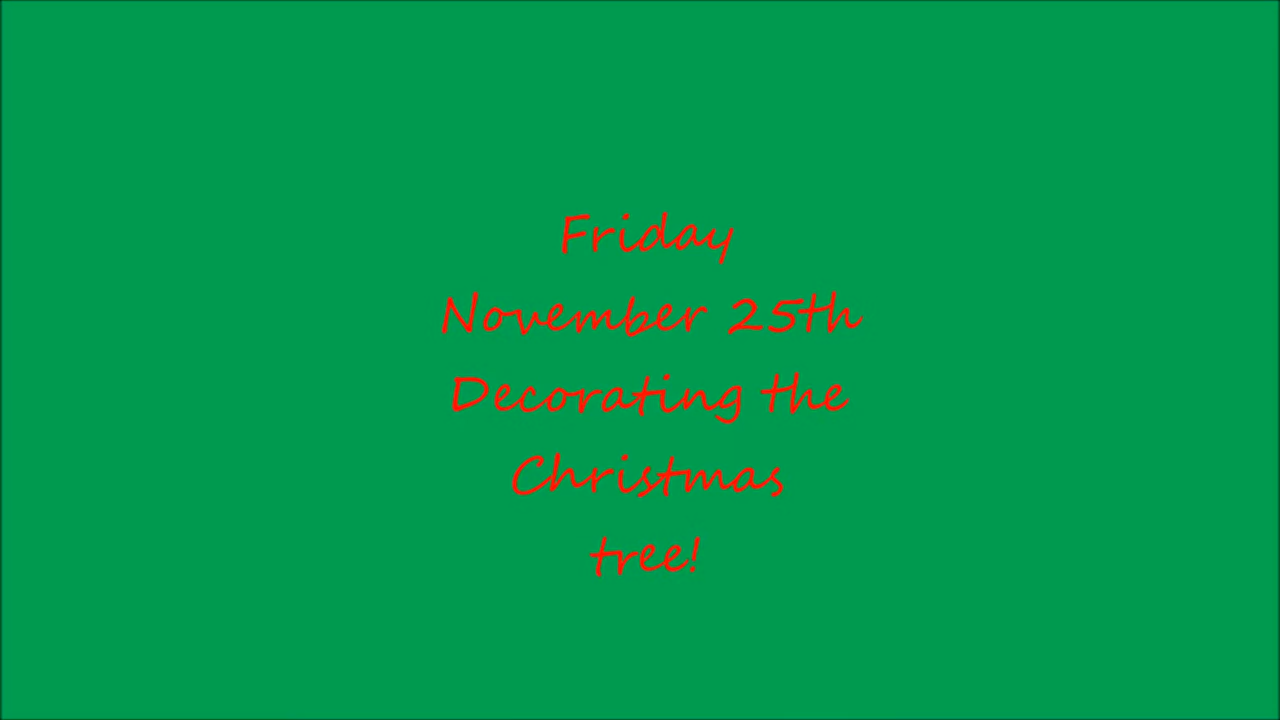 Friday
November 25th
Decorating the
Christmas
tree!